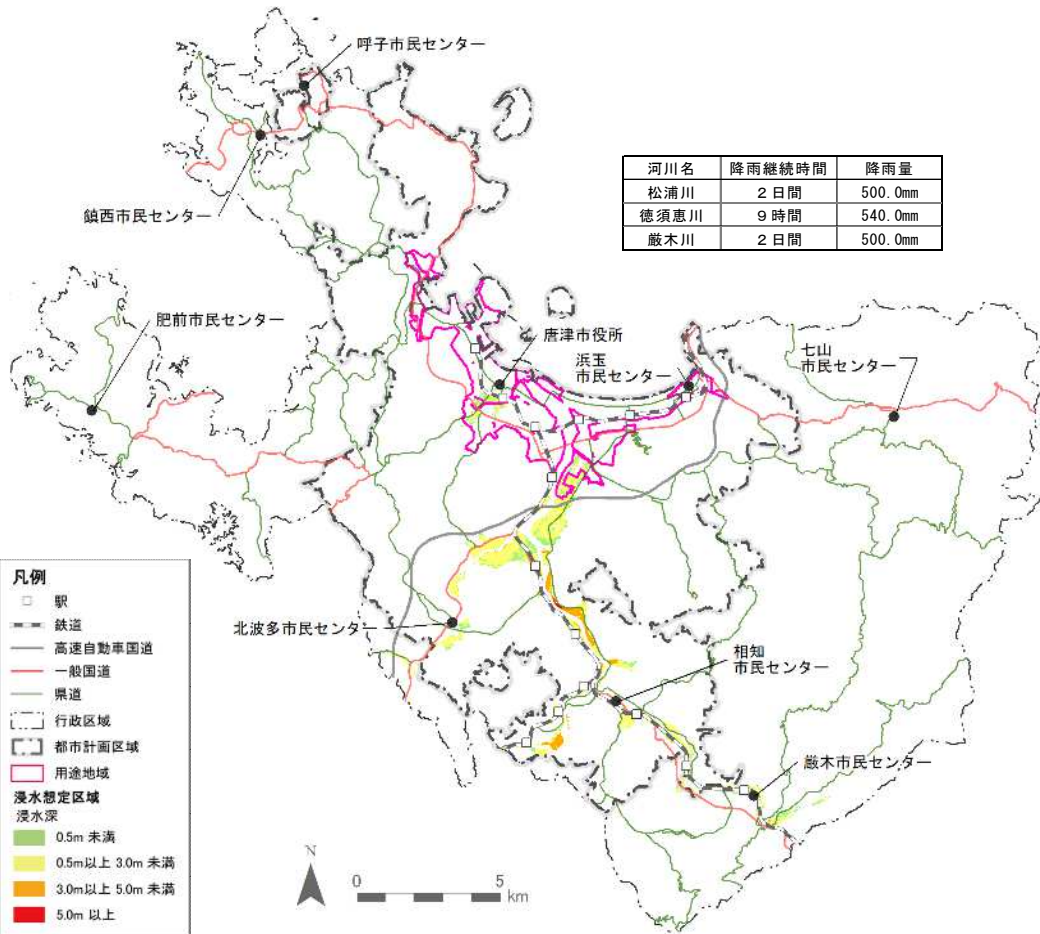 呼子市民センター
鎮西市民センター
肥前市民センター
唐津市役所
浜玉
市民センター
七山
市民センター
北波多市民センター
相知
市民センター
厳木市民センター
河川名 降雨継続時間 降雨量
松浦川 2日間 500.0mm
徳須恵川 9時間 540.0mm
厳木川 2日間 500.0mm
凡例
駅
鉄道
高速自動車国道
一般国道
県道
行政区域
都市計画区域
用途地域
浸水想定区域
浸水深
0.5m 未満
0.5m以上 3.0m 未満
3.0m以上 5.0m 未満
5.0m 以上
N
0 5
km